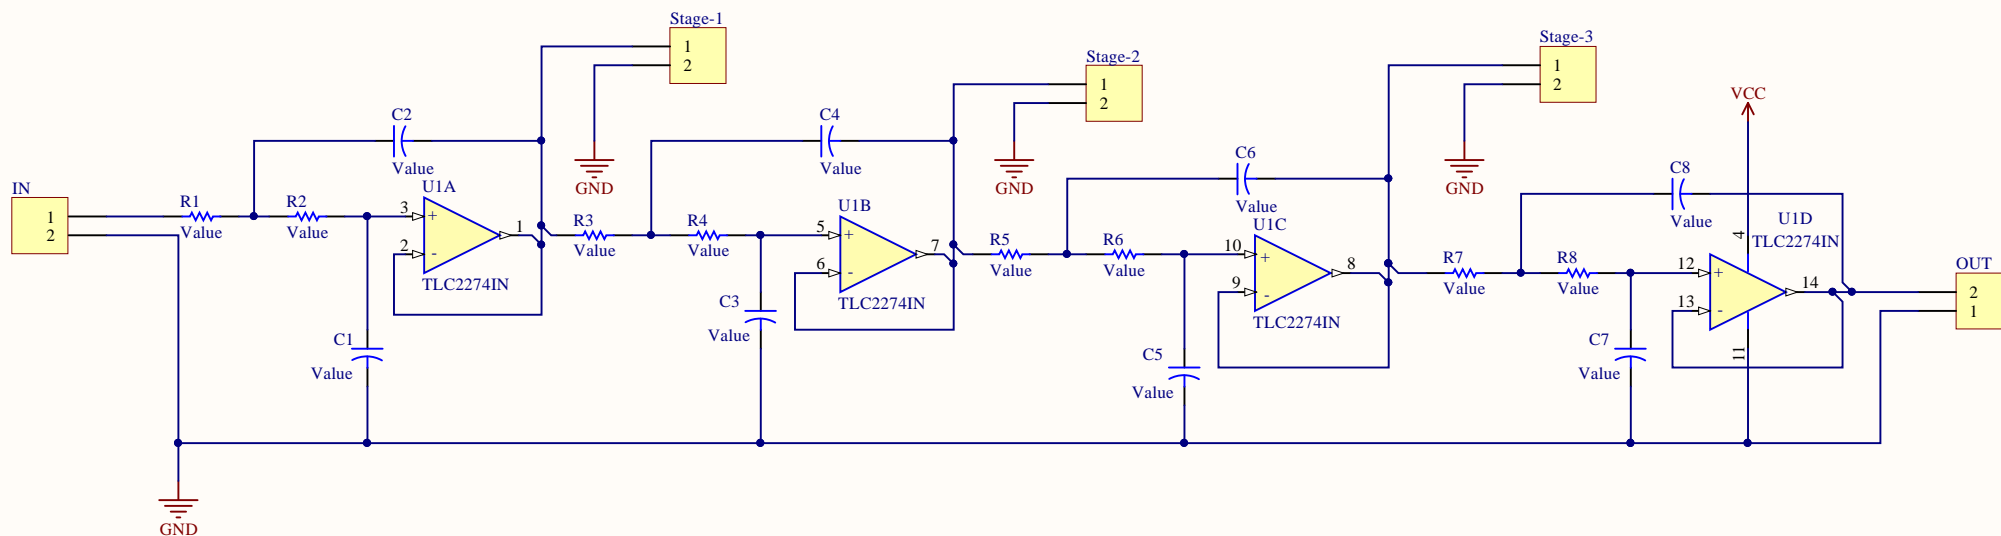 Stage-1
1
2
Stage-2
1
2
Stage-3
1
2
VCC
C2
Value
C4
Value
C6
Value
C8
Value
GND
GND
GND
IN
1
2
R1
Value
R2
Value
U1A
3
+
2
-
1
TLC2274IN
R3
Value
R4
Value
U1B
5
+
6
-
7
TLC2274IN
R5
Value
R6
Value
U1C
10
+
9
-
8
TLC2274IN
R7
Value
R8
Value
U1D
TLC2274IN
4
12
+
13
-
14
11
OUT
2
1
C1
Value
C3
Value
C5
Value
C7
Value
GND